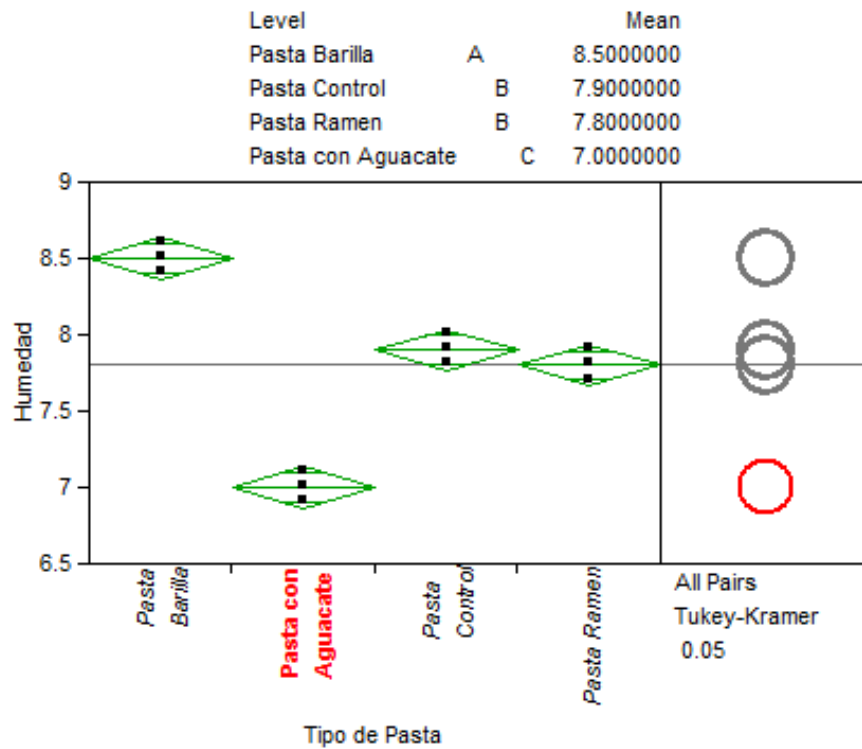 Level Mean
Pasta Barilla A 8.5000000
Pasta Control B 7.9000000
Pasta Ramen B 7.8000000
Pasta con Aguacate C 7.0000000
9
8.5
8
7.5
7
6.5
Humedad
Pasta
Barilla
Pasta con
Aguacate
Pasta
Control
Pasta Ramen
All Pairs
Tukey-Kramer
0.05
Tipo de Pasta